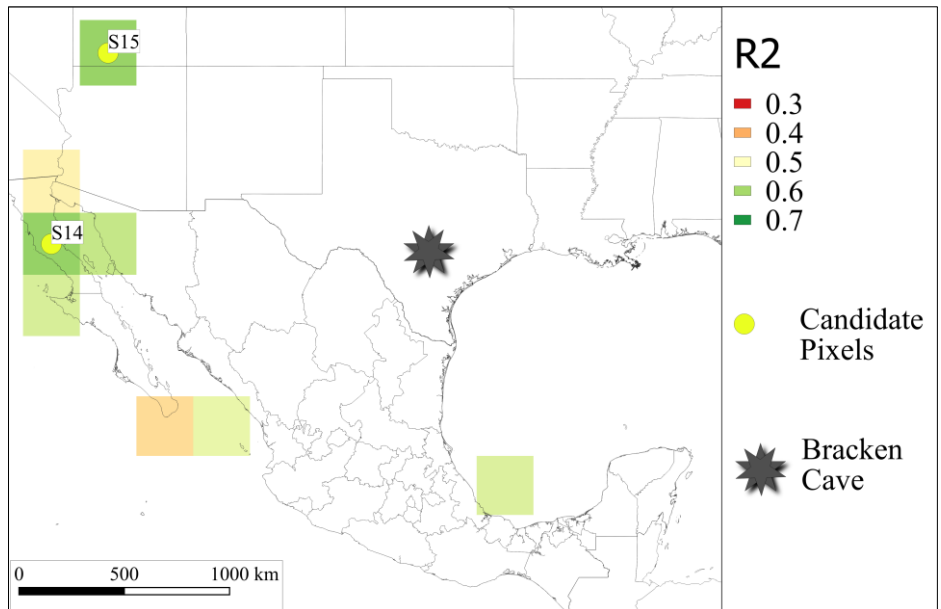 S15
S14
0
500
1000 km
R2
0.3
0.4
0.5
0.6
0.7
Candidate
Pixels
Bracken
Cave